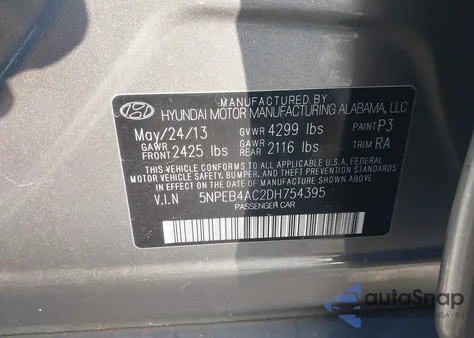 MANUFACTURED BY
HYUNDAI MOTOR MANUFACTURING ALABAMA, LLC
May/24/13 GVWR 4299 lbs PAINT P3
GAWR FRONT 2425 lbs GAWR REAR 2116 lbs TRIM RA
THIS VEHICLE CONFORMS TO ALL APPLICABLE U.S.A. FEDERAL
MOTOR VEHICLE SAFETY, BUMPER, AND THEFT PREVENTION STANDARDS
IN EFFECT ON THE DATE OF MANUFACTURE SHOWN ABOVE.
V.I.N 5NPEB4AC2DH754395
PASSENGER CAR
autoSnap